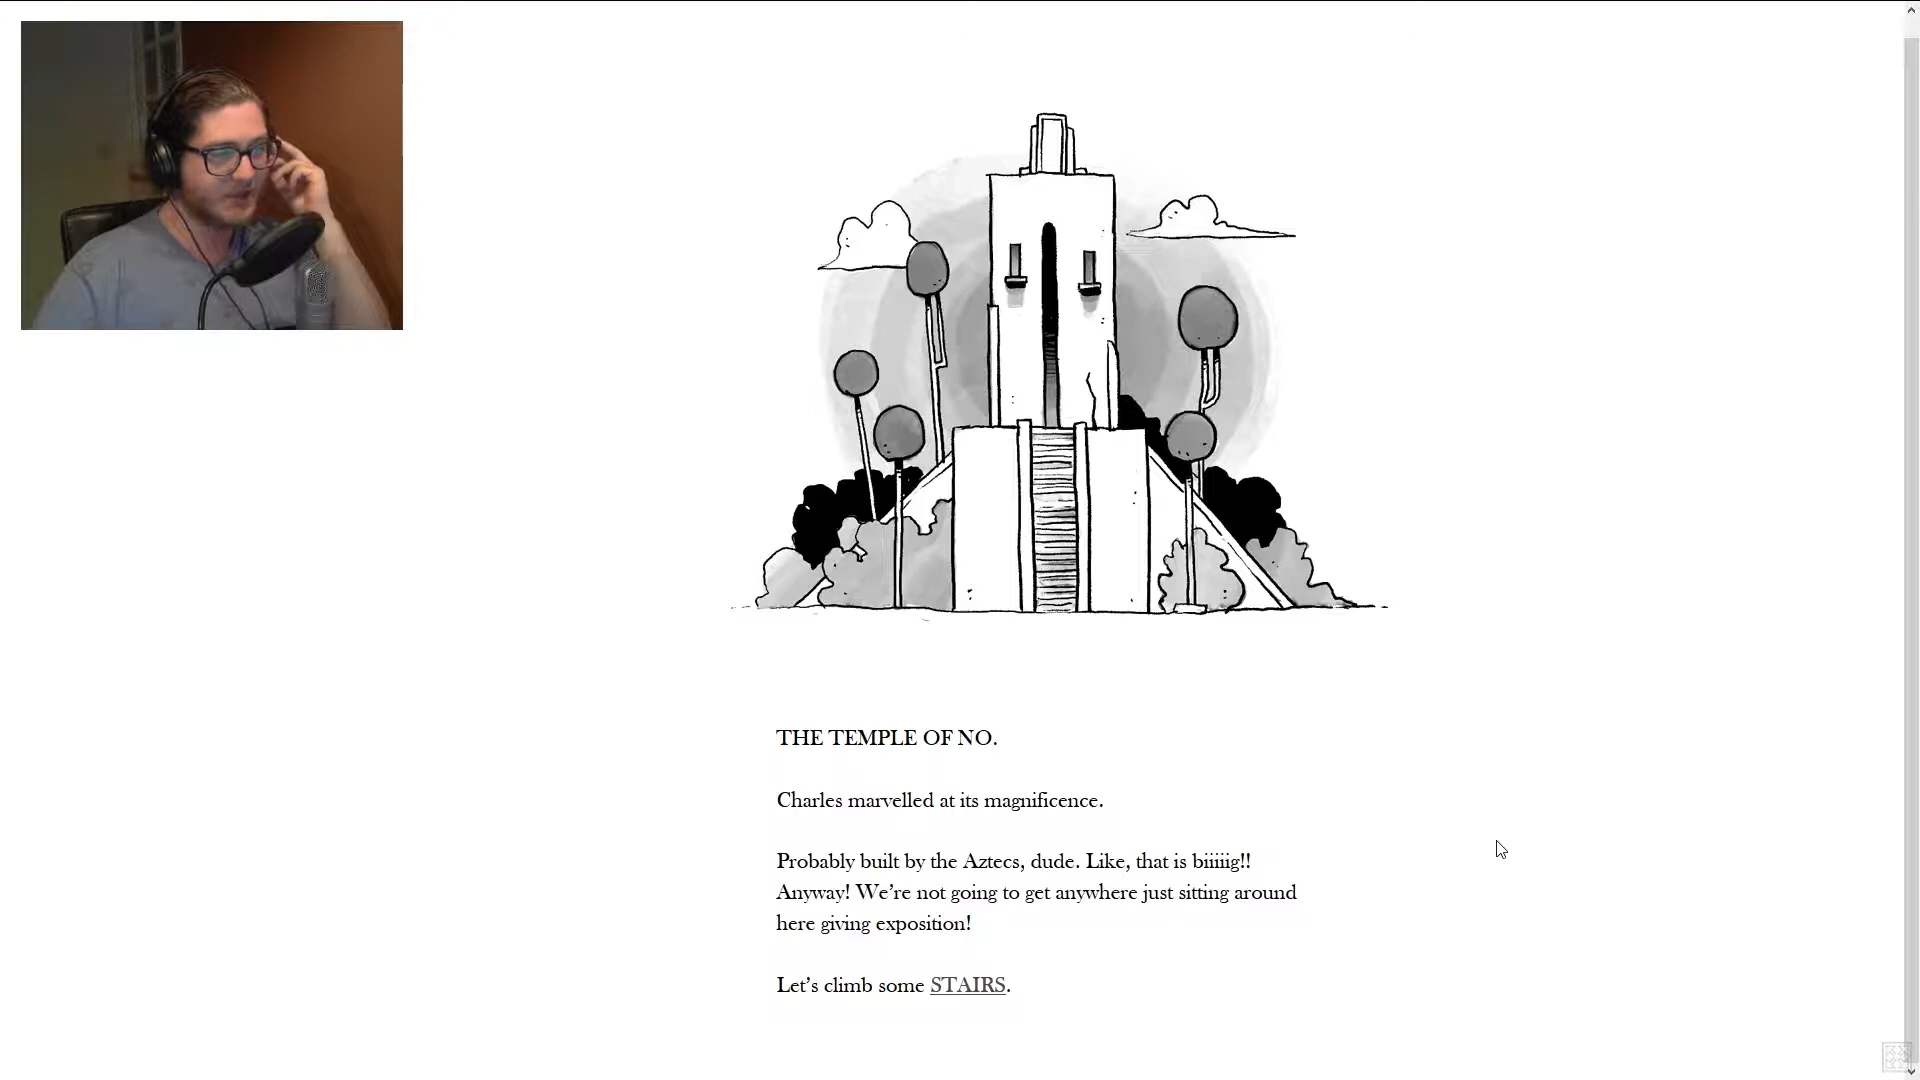 THE TEMPLE OF NO.
Charles marvelled at its magnificence.
Probably built by the Aztecs, dude. Like, that is biiiiig!!
Anyway! We’re not going to get anywhere just sitting around
here giving exposition!
Let’s climb some STAIRS.